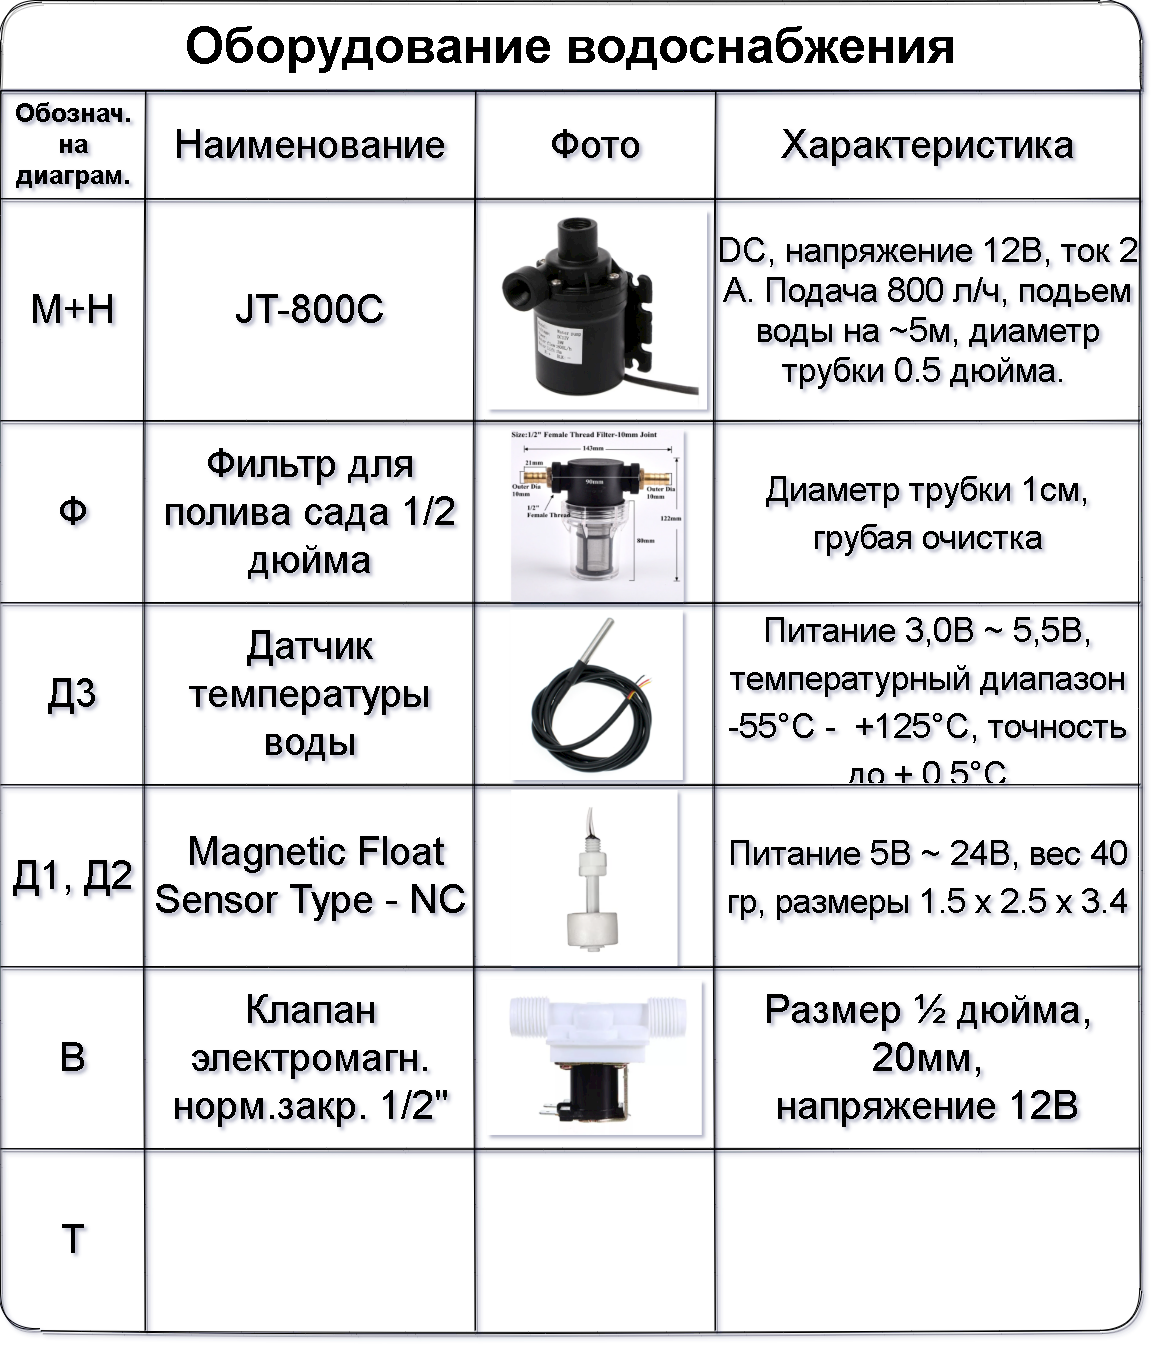 Оборудование водоснабжения
Обознач.
на
диаграм.
Наименование
Фото
Характеристика
М+Н
JT-800C
DC, напряжение 12В, ток 2
А. Подача 800 л/ч, подьем
воды на ~5м, диаметр
трубки 0.5 дюйма.
Ф
Фильтр для
полива сада 1/2
дюйма
Size:1/2" Female Thread Filter-10mm Joint
143mm
21mm
Outer Dia
10mm
90mm
Outer Dia
10mm
1/2"
Female Thread
122mm
80mm
Диаметр трубки 1см,
грубая очистка
Д3
Датчик
температуры
воды
Питание 3,0В ~ 5,5В,
температурный диапазон
-55°С - +125°С, точность
до ± 0.5°С
Д1, Д2
Magnetic Float
Sensor Type - NC
Питание 5В ~ 24В, вес 40
гр, размеры 1.5 х 2.5 х 3.4
В
Клапан
электромагн.
норм.закр. 1/2"
Размер ½ дюйма,
20мм,
напряжение 12В
Т